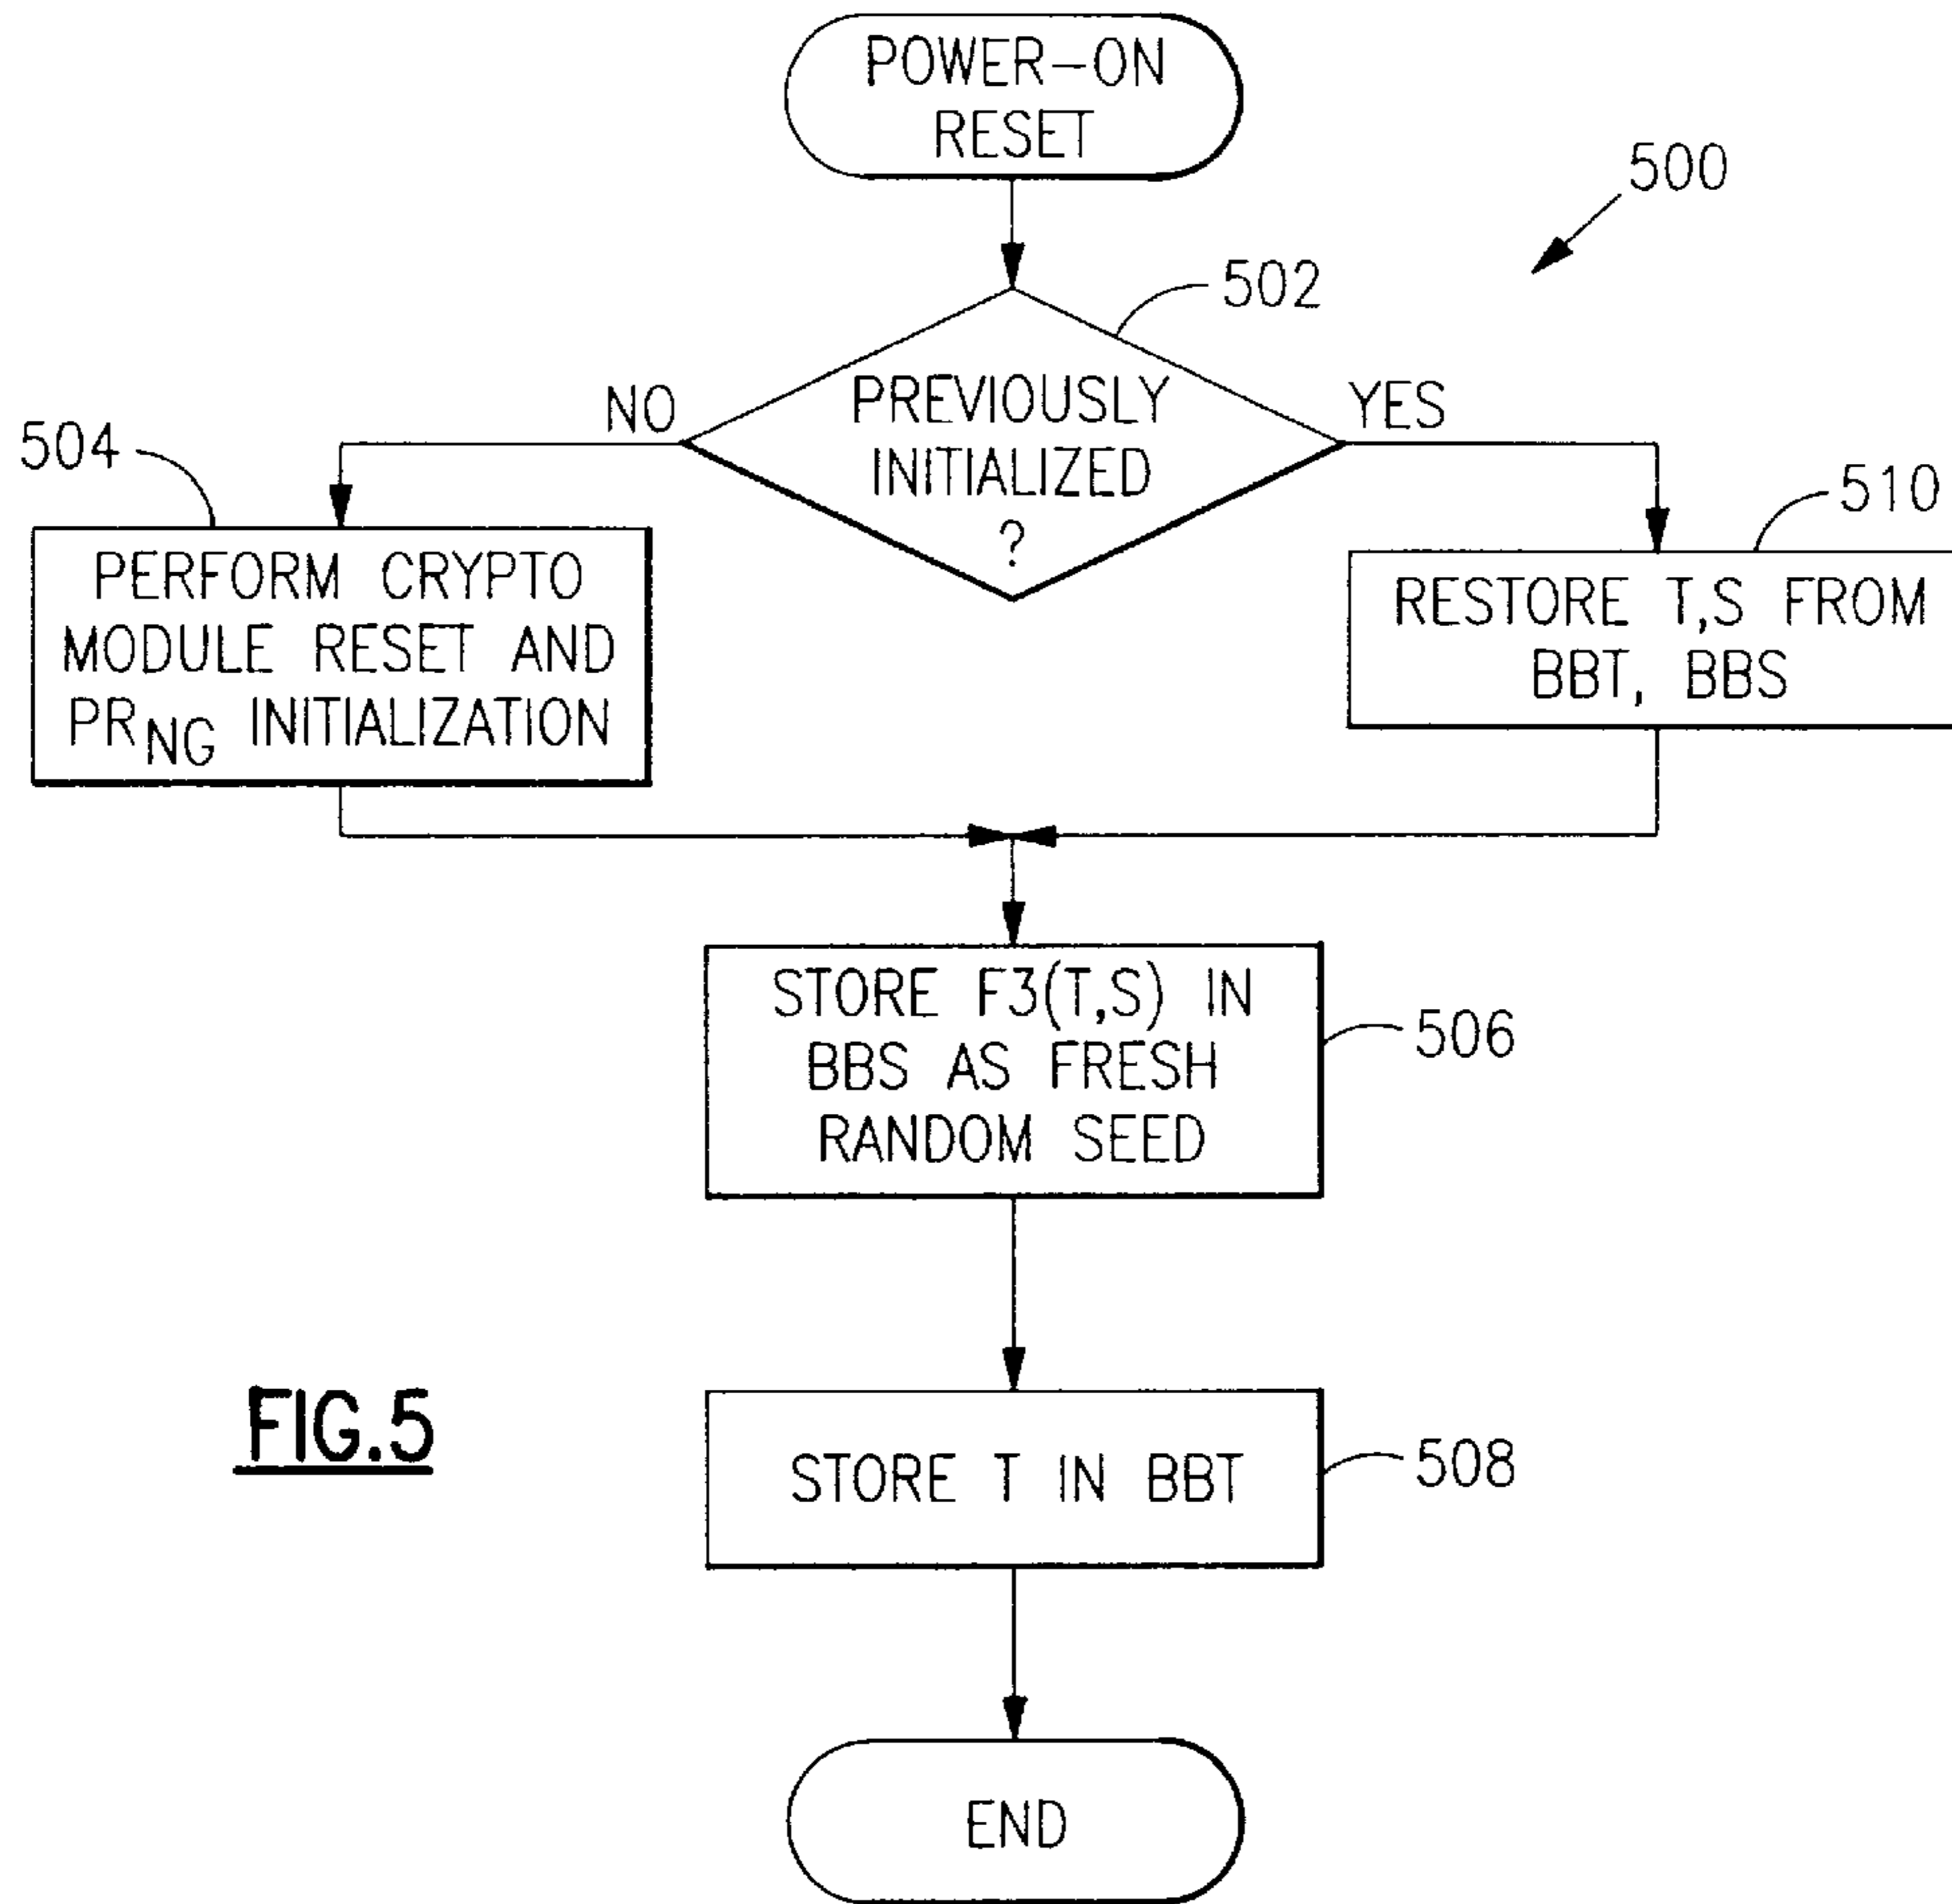 POWER-ON
RESET
500
502
PREVIOUSLY
INITIALIZED
?
NO
YES
504
PERFORM CRYPTO
MODULE RESET AND
PRNG INITIALIZATION
510
RESTORE T,S FROM
BBT, BBS
STORE F3(T,S) IN
BBS AS FRESH
RANDOM SEED
506
STORE T IN BBT
508
FIG.5
END